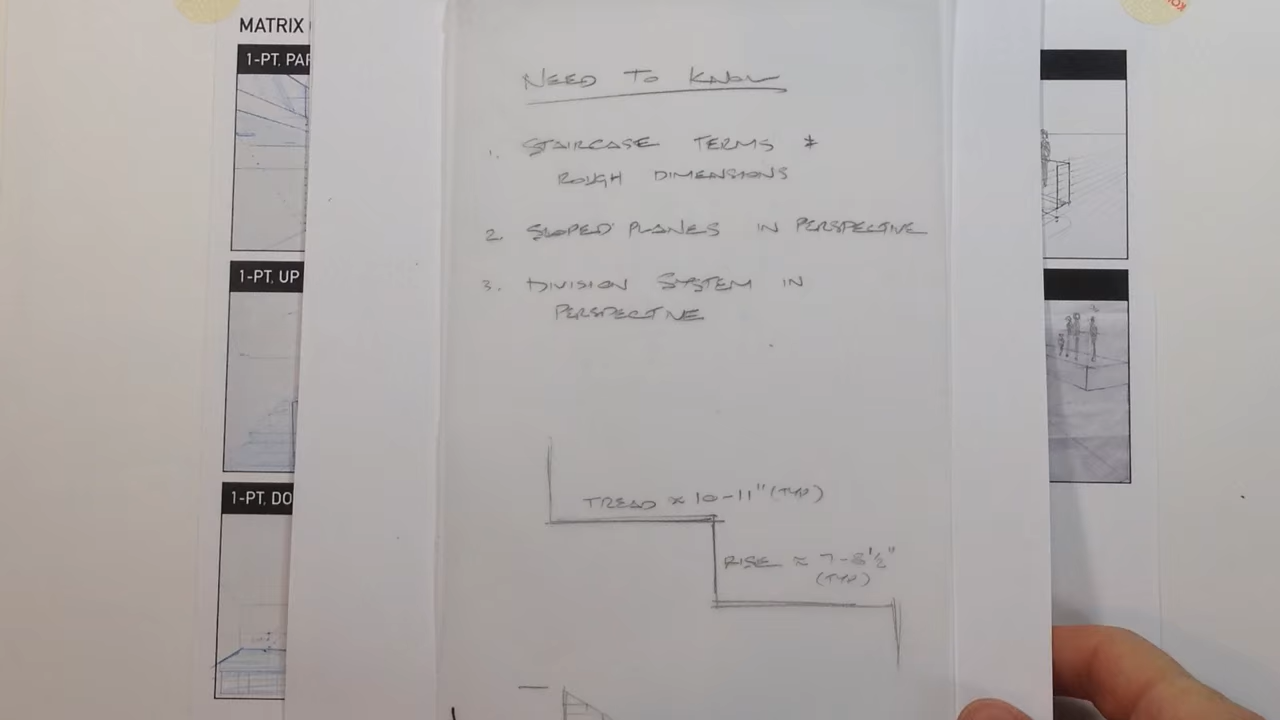 MATRIX
1-PT, PAR
1-PT, UP
1-PT, DO
NEED TO KNOW
1. STAIRCASE TERMS &
ROUGH DIMENSIONS
2. SLOPED PLANES IN PERSPECTIVE
3. DIVISION SYSTEM IN
PERSPECTIVE
TREAD ≈ 10-11" (TYP)
RISE ≈ 7-8½"
(TYP)